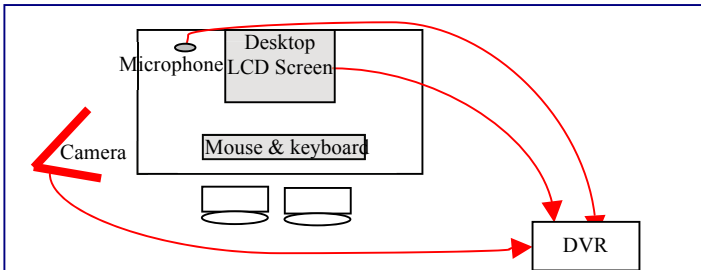 Desktop
LCD Screen
Microphone
Camera
Mouse & keyboard
DVR